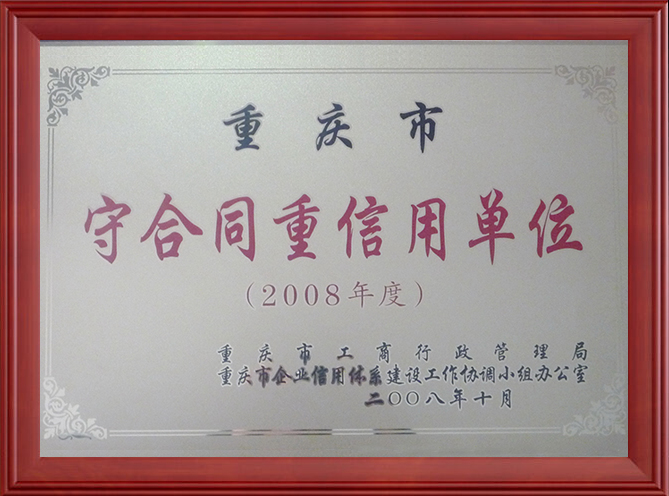 重庆市
守合同重信用单位
(2008年度)
重庆市工商行政管理局
重庆市企业信用体系建设工作协调小组办公室
二〇〇八年十月